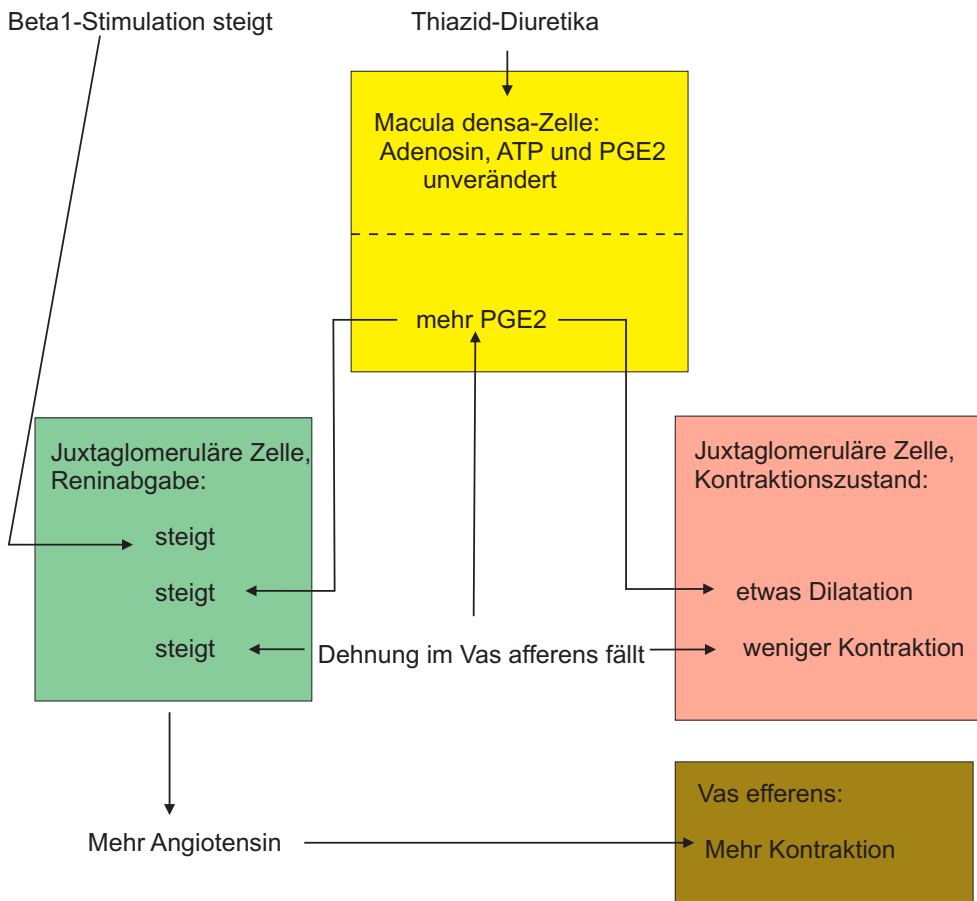 Beta1-Stimulation steigt
Thiazid-Diuretika
Macula densa-Zelle:
Adenosin, ATP und PGE2
unverändert
mehr PGE2
Juxtaglomeruläre Zelle,
Reninabgabe:
steigt
steigt
steigt
Dehnung im Vas afferens fällt
Juxtaglomeruläre Zelle,
Kontraktionszustand:
etwas Dilatation
weniger Kontraktion
Mehr Angiotensin
Vas efferens:
Mehr Kontraktion